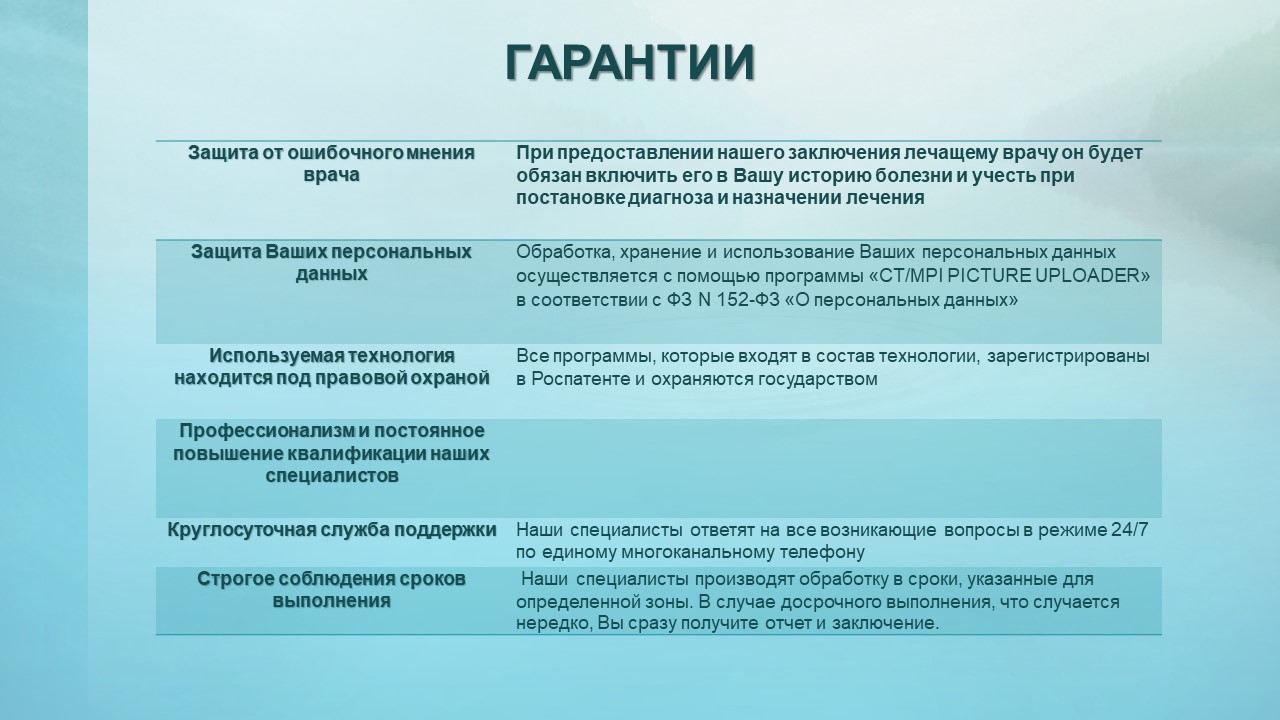 ГАРАНТИИ
Защита от ошибочного мнения
врача
При предоставлении нашего заключения лечащему врачу он будет
обязан включить его в Вашу историю болезни и учесть при
постановке диагноза и назначении лечения
Защита Ваших персональных
данных
Обработка, хранение и использование Ваших персональных данных
осуществляется с помощью программы «CT/MPI PICTURE UPLOADER»
в соответствии с ФЗ N 152-ФЗ «О персональных данных»
Используемая технология
находится под правовой охраной
Все программы, которые входят в состав технологии, зарегистрированы
в Роспатенте и охраняются государством
Профессионализм и постоянное
повышение квалификации наших
специалистов
Круглосуточная служба поддержки
Наши специалисты ответят на все возникающие вопросы в режиме 24/7
по единому многоканальному телефону
Строгое соблюдения сроков
выполнения
Наши специалисты производят обработку в сроки, указанные для
определенной зоны. В случае досрочного выполнения, что случается
нередко, Вы сразу получите отчет и заключение.